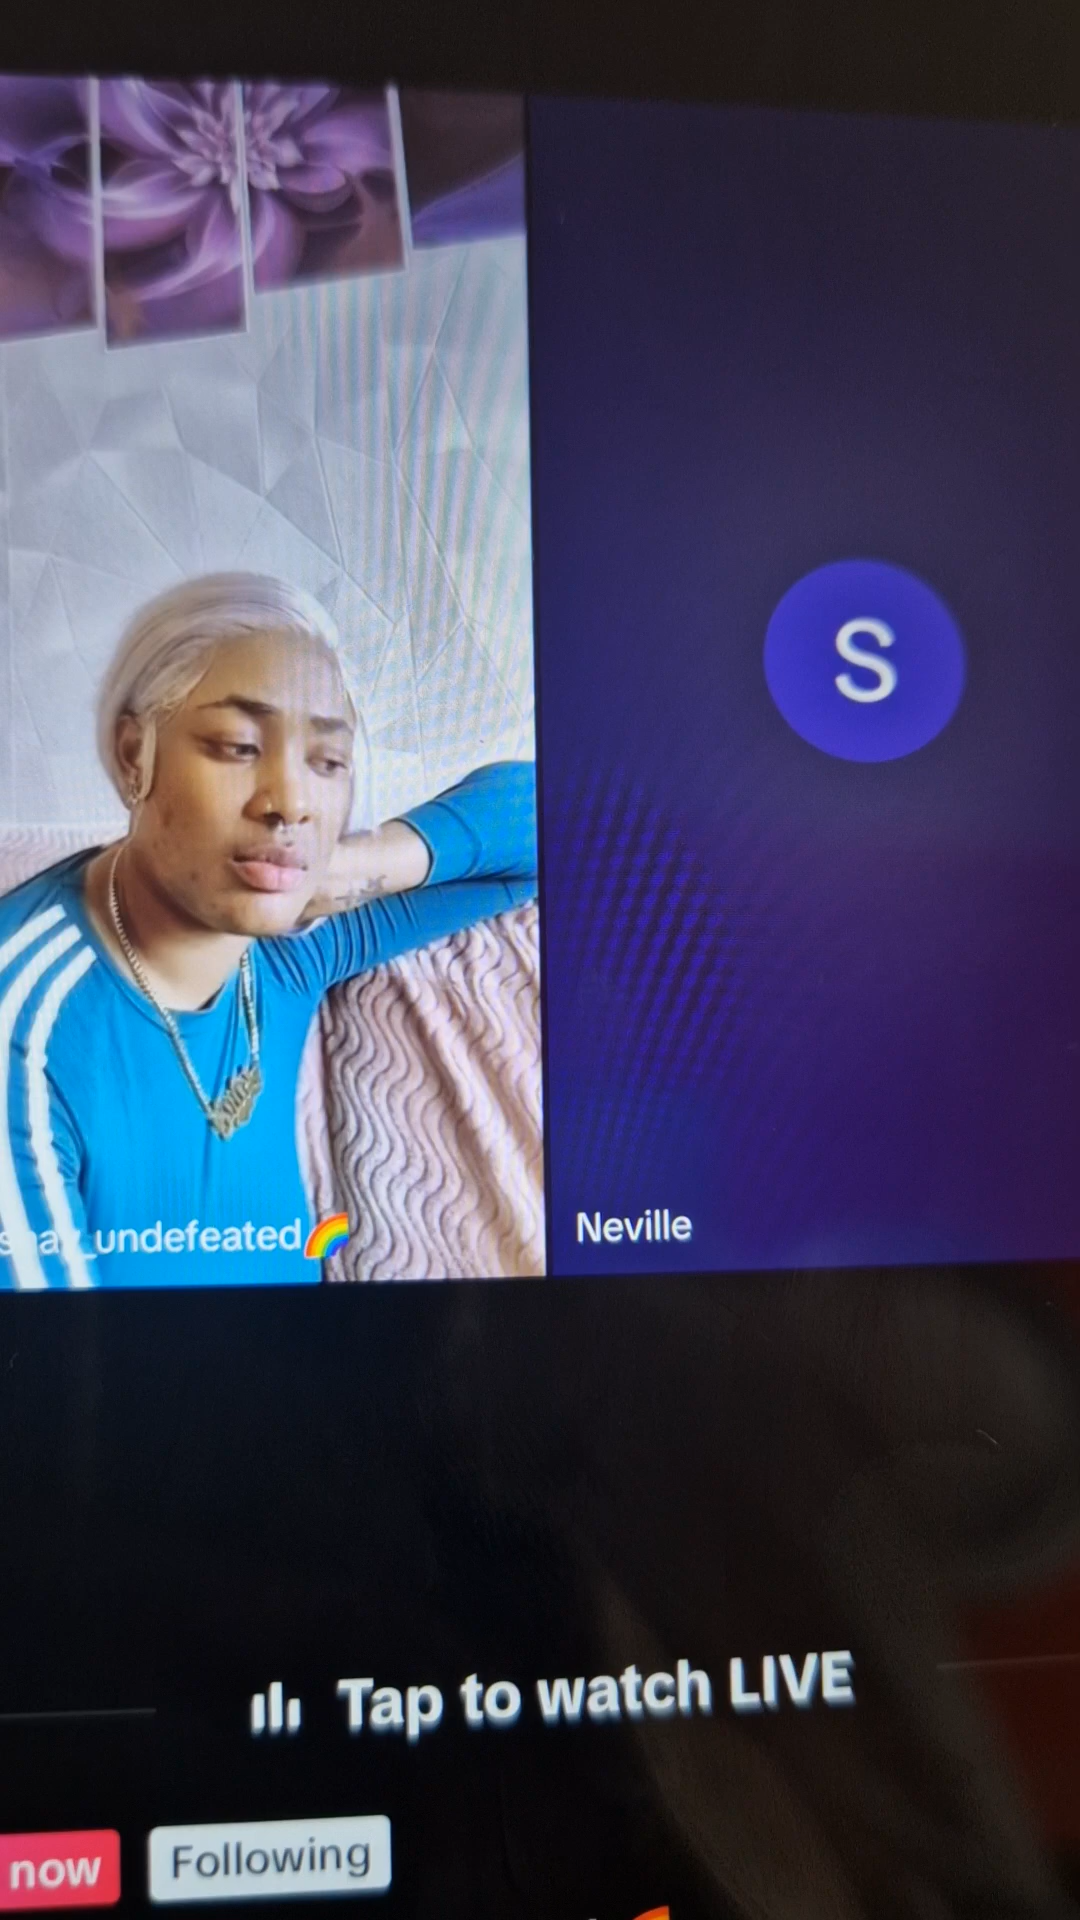 S
undefeated🌈
Neville
Tap to watch LIVE
now
Following